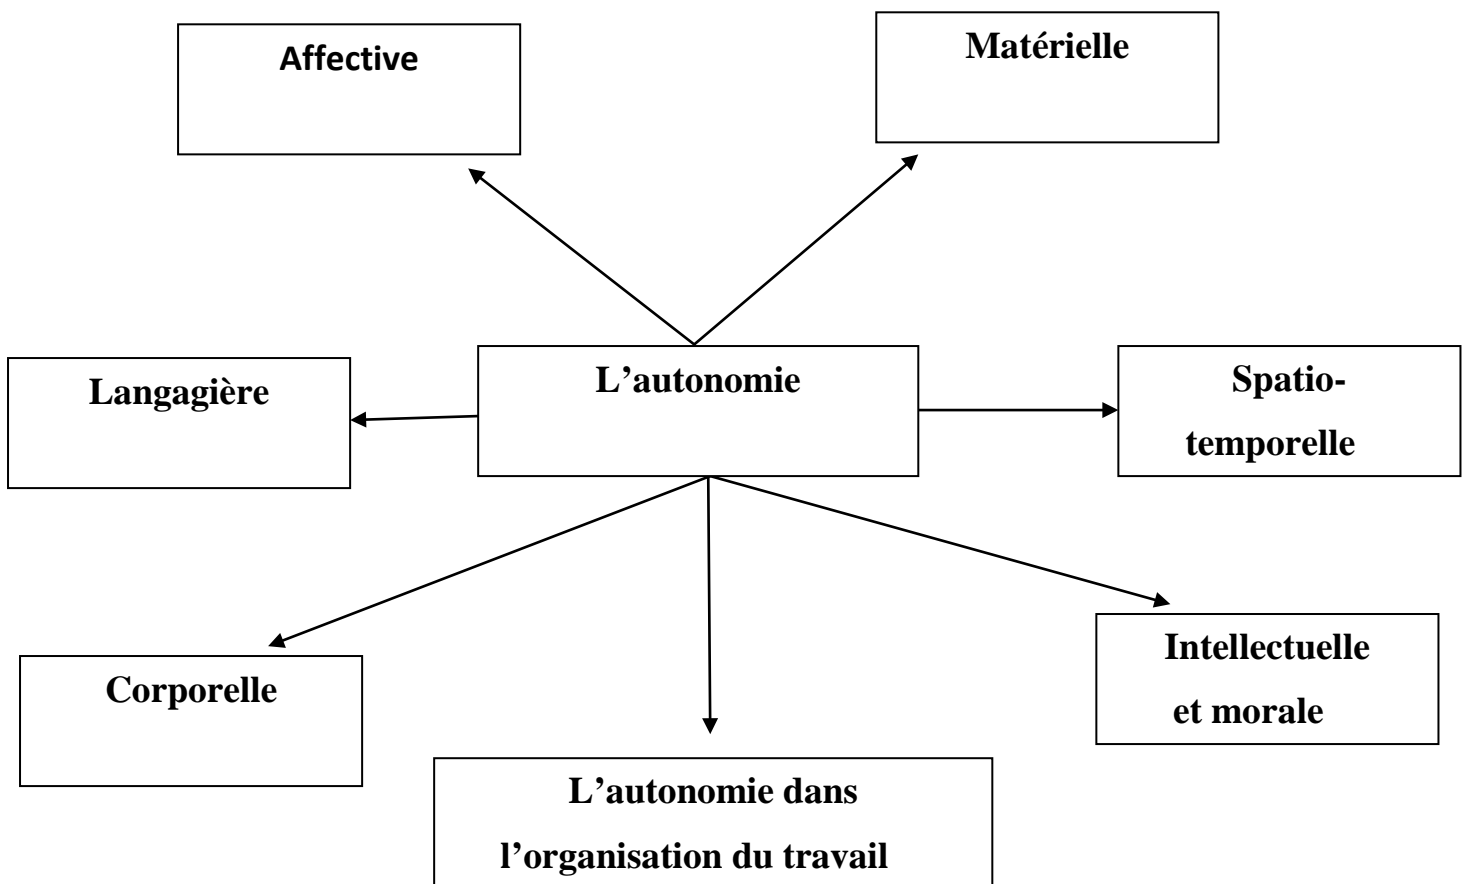 Affective
Matérielle
Langagière
L’autonomie
Spatio-
temporelle
Corporelle
Intellectuelle
et morale
L’autonomie dans
l’organisation du travail